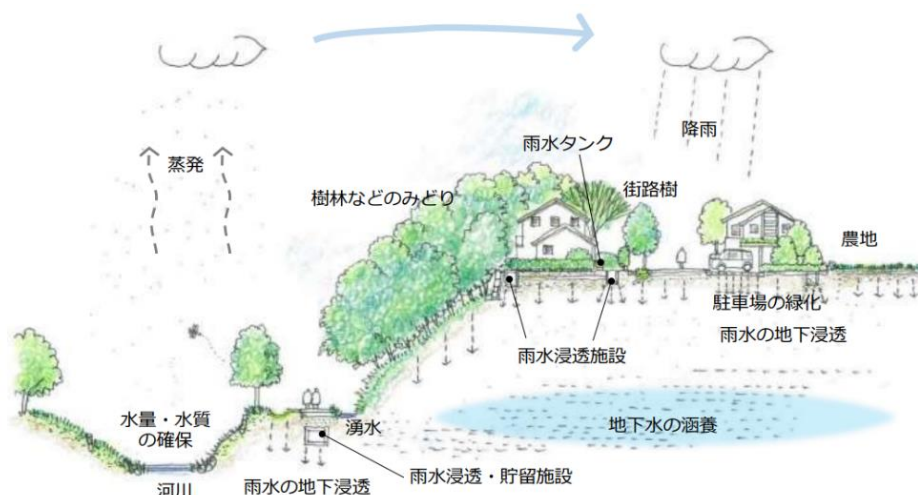 降雨
雨水タンク
蒸発
樹林などのみどり
街路樹
農地
駐車場の緑化
雨水の地下浸透
雨水浸透施設
水量・水質
の確保
湧水
地下水の涵養
雨水浸透・貯留施設
雨水の地下浸透
河川